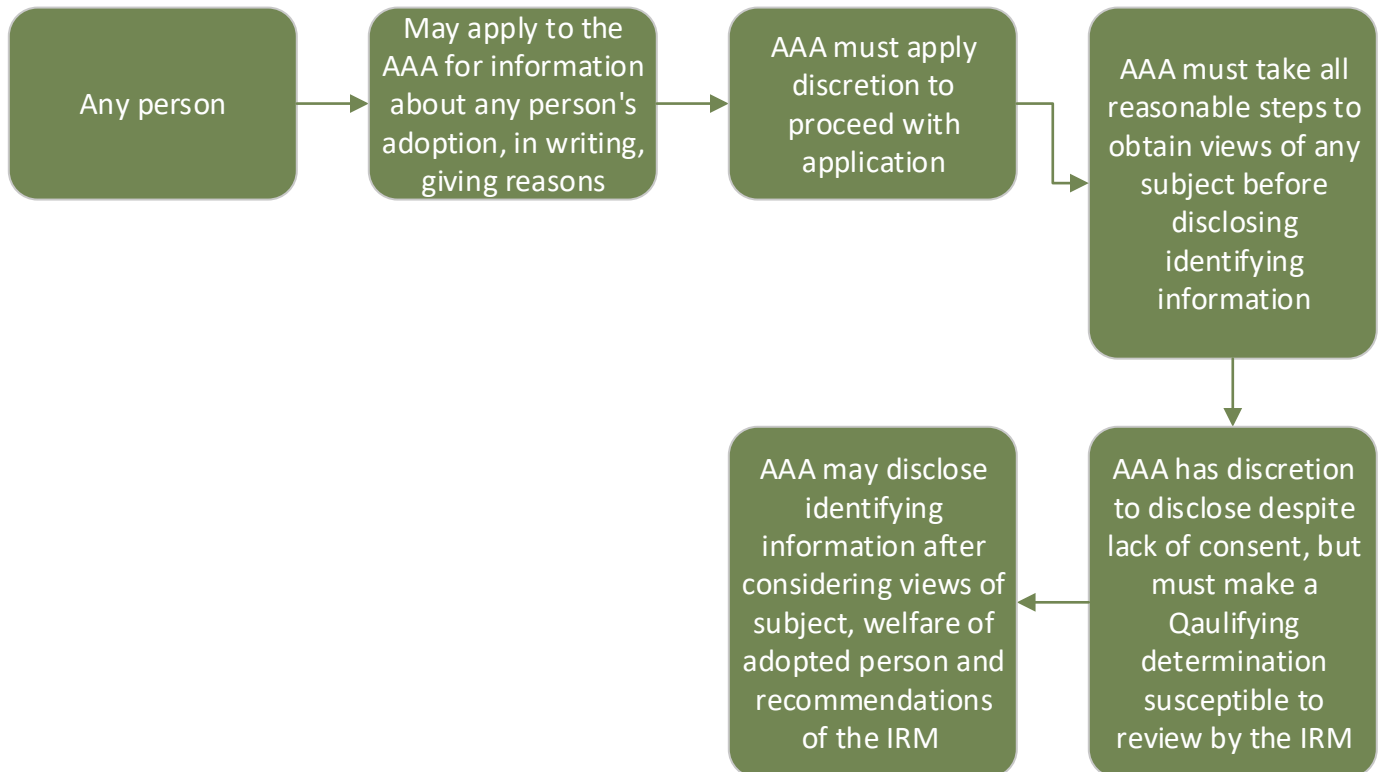 Any person
May apply to the
AAA for information
about any person's
adoption, in writing,
giving reasons
AAA must apply
discretion to
proceed with
application
AAA must take all
reasonable steps to
obtain views of any
subject before
disclosing
identifying
information
AAA has discretion
to disclose despite
lack of consent, but
must make a
Qaulifying
determination
susceptible to
review by the IRM
AAA may disclose
identifying
information after
considering views of
subject, welfare of
adopted person and
recommendations
of the IRM